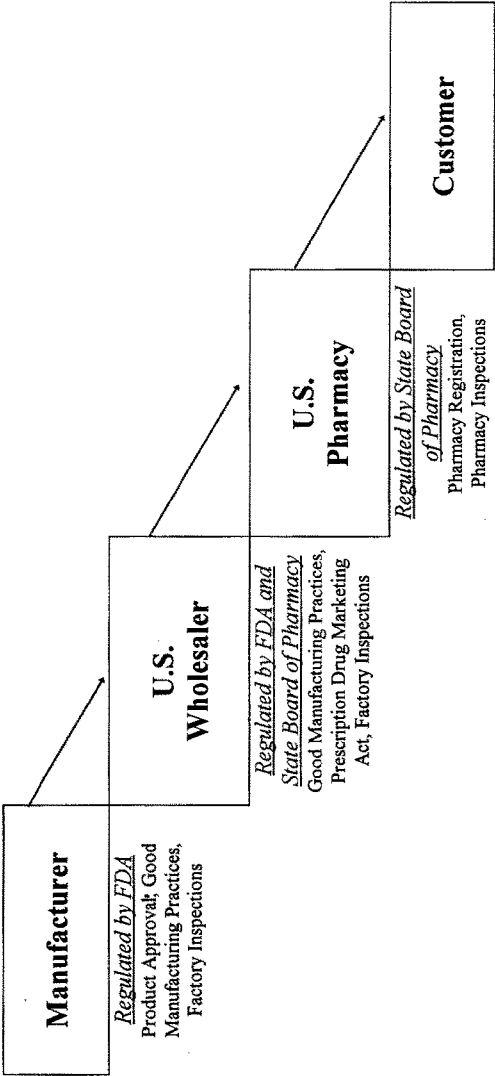 Manufacturer
Regulated by FDA
Product Approval; Good
Manufacturing Practices,
Factory Inspections
U.S.
Wholesaler
Regulated by FDA and
State Board of Pharmacy
Good Manufacturing Practices,
Prescription Drug Marketing
Act, Factory Inspections
U.S.
Pharmacy
Regulated by State Board
of Pharmacy
Pharmacy Registration,
Pharmacy Inspections
Customer